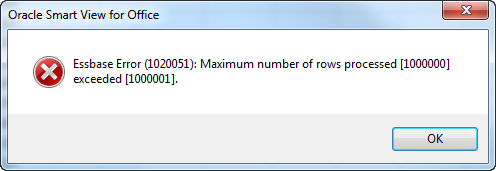 Oracle Smart View for Office
Essbase Error (1020051): Maximum number of rows processed [1000000]
exceeded [1000001].
OK